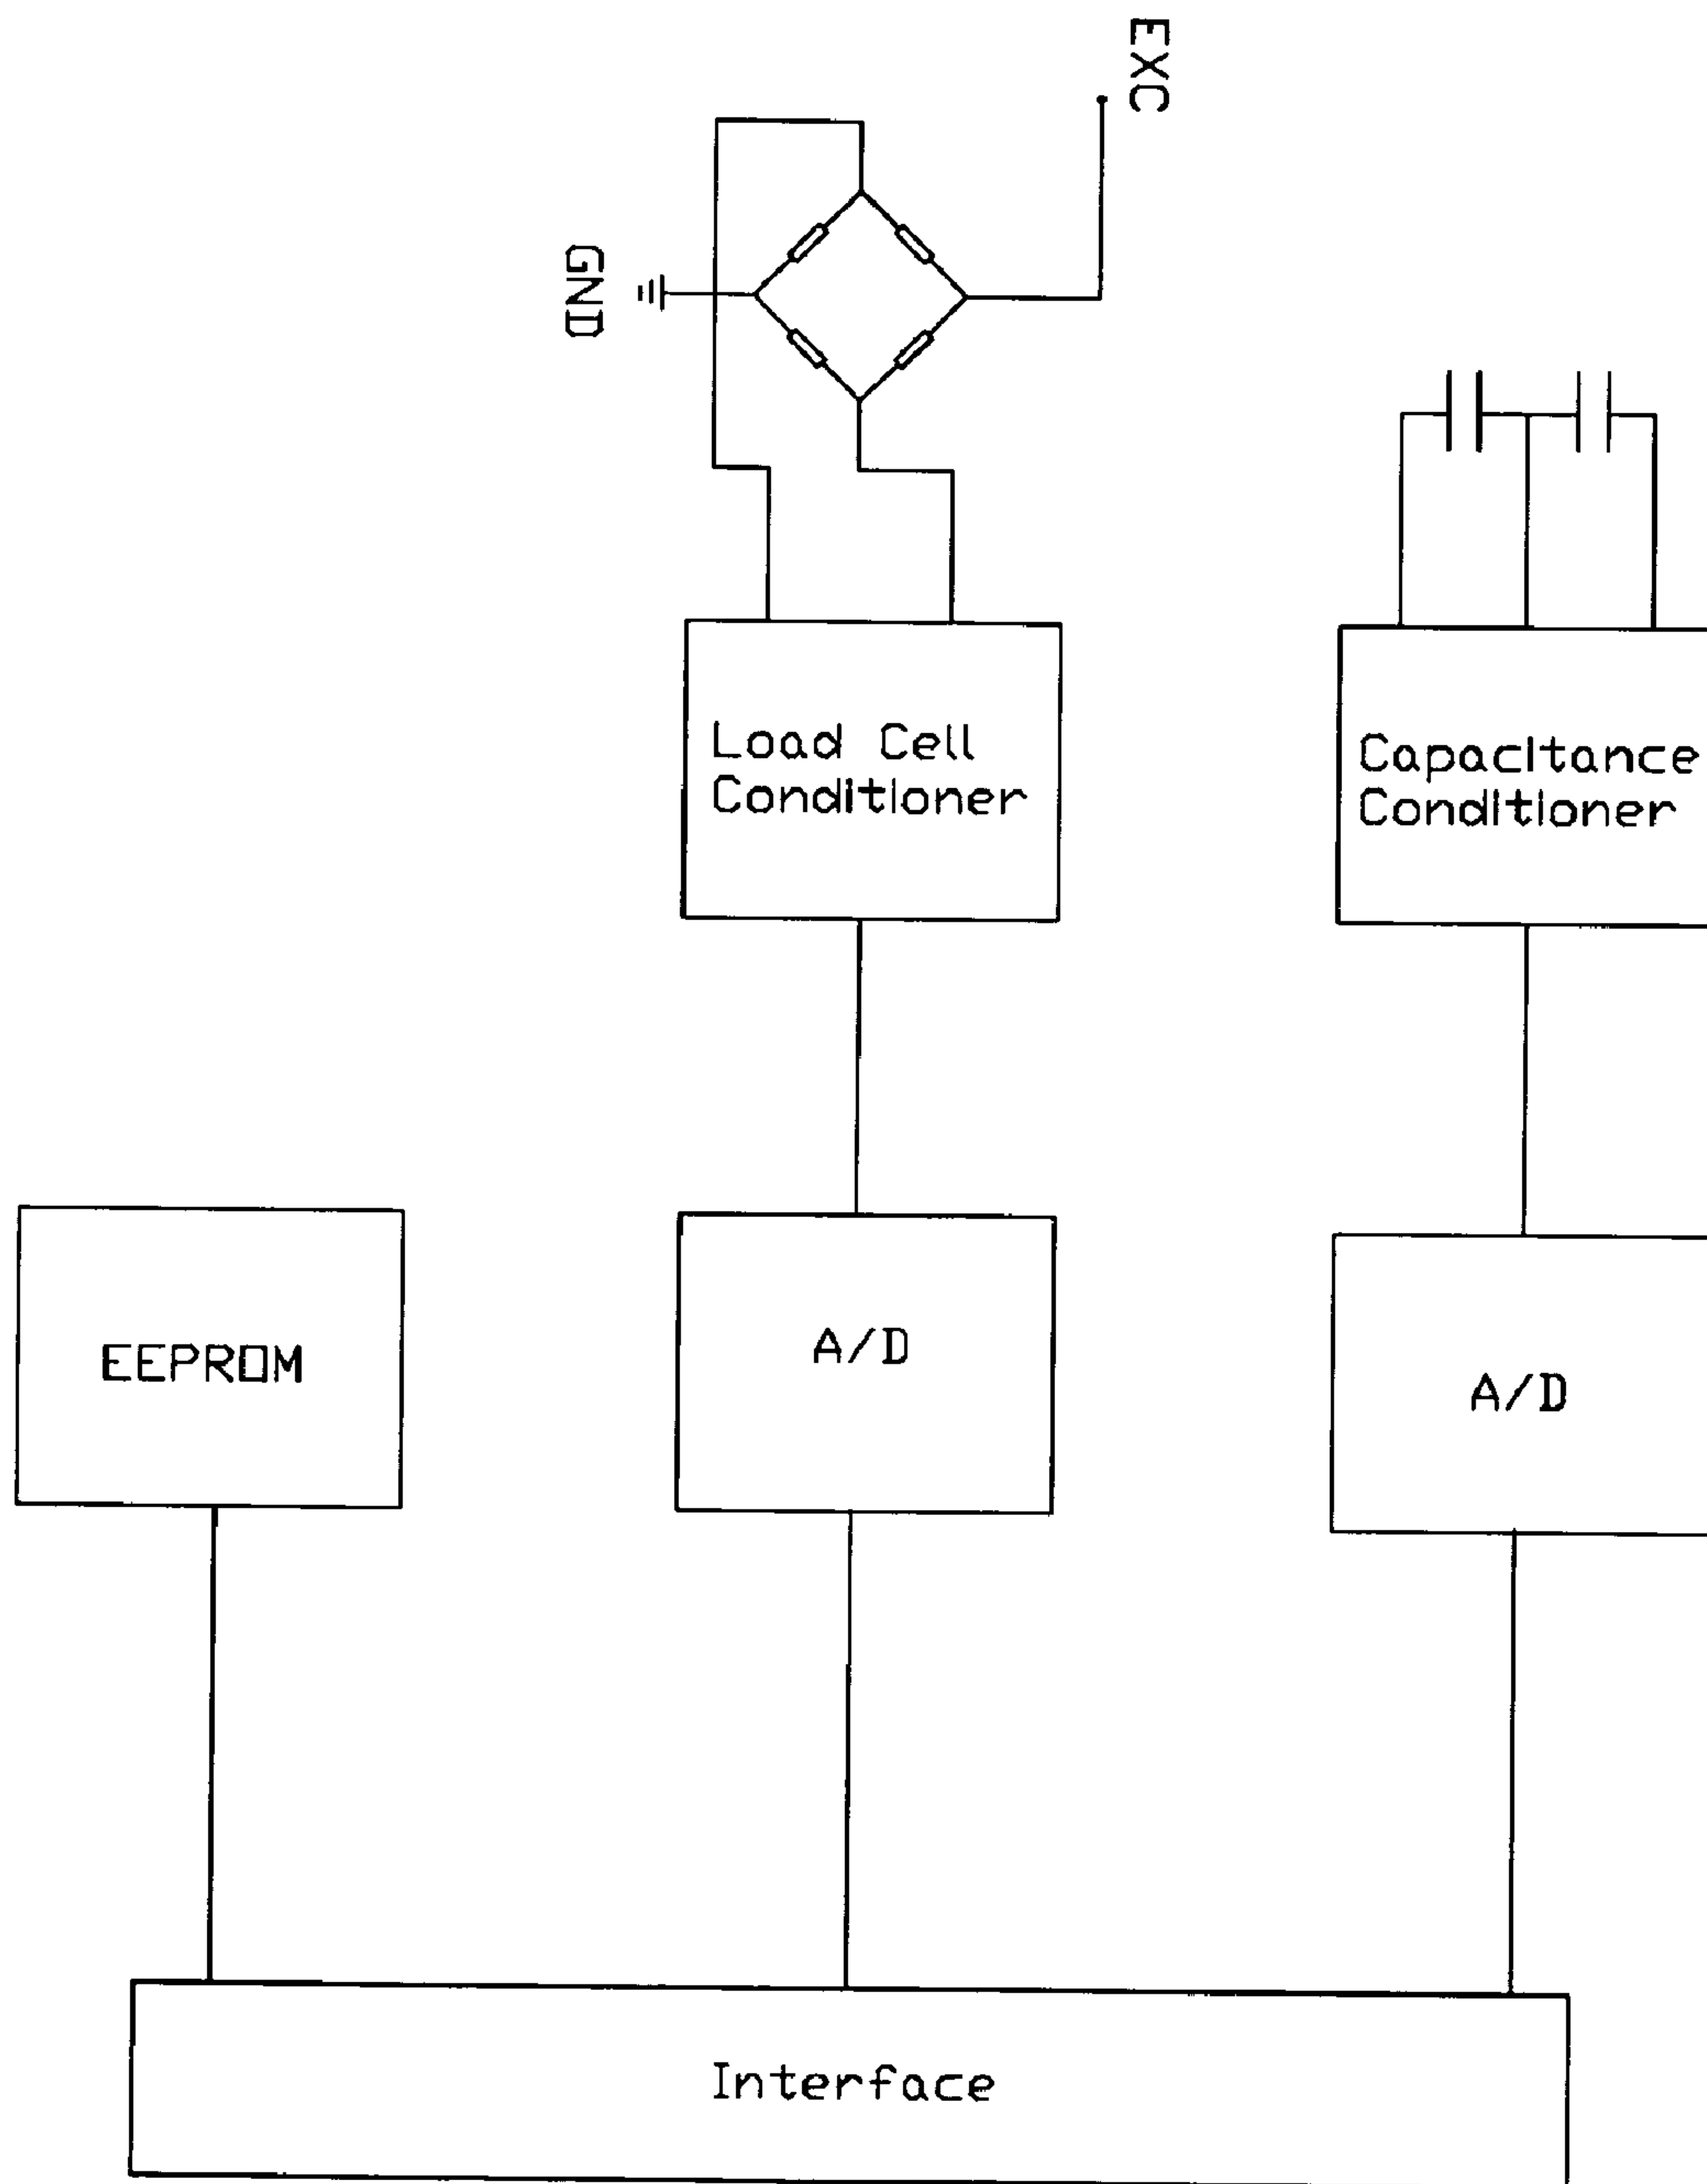 EXC
GND
Load Cell
Conditioner
Capacitance
Conditioner
EEPROM
A/D
A/D
Interface